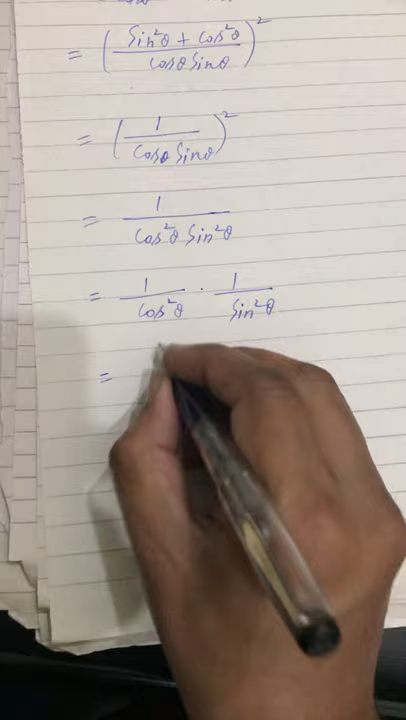 = ( sin²θ + cos²θ / cosθ sinθ )²
= ( 1 / cosθ sinθ )²
= 1 / cos²θ sin²θ
= 1 / cos²θ · 1 / sin²θ
=